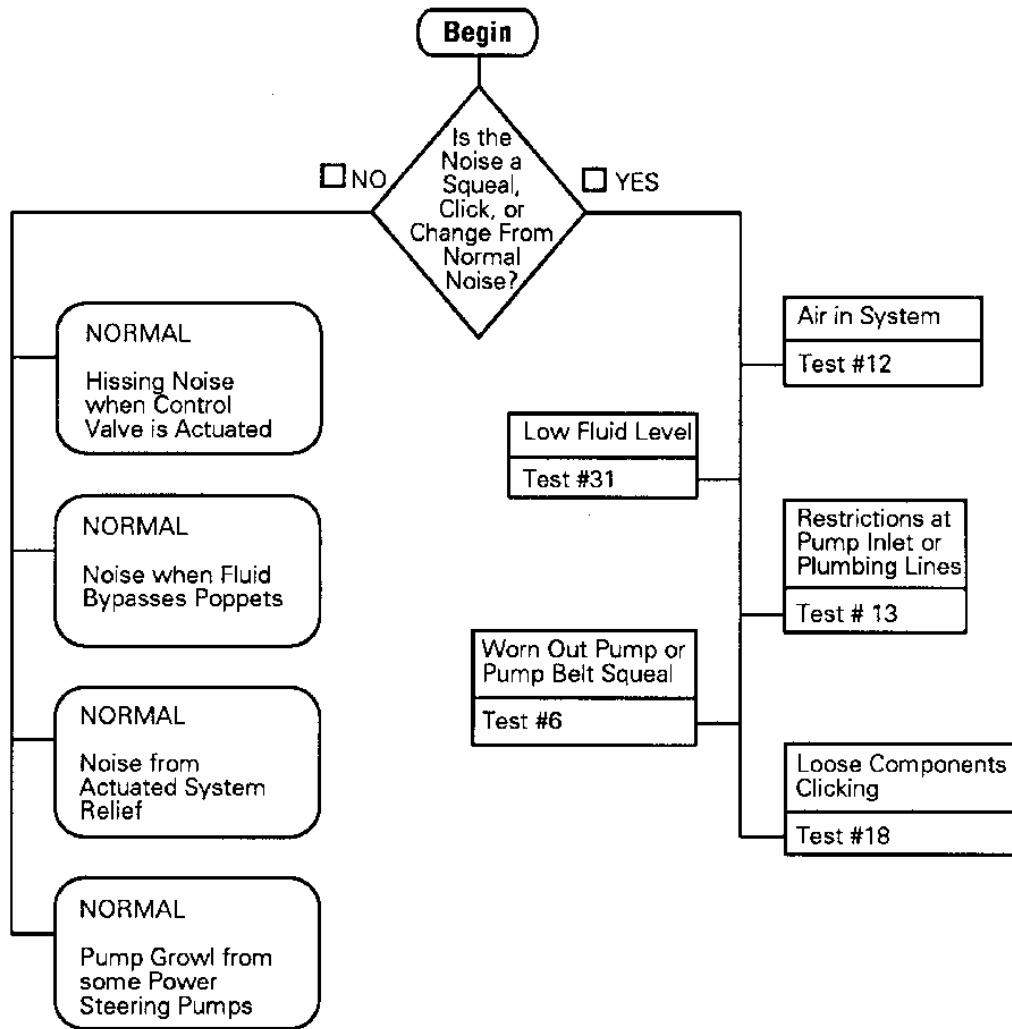 Begin
Is the
Noise a
Squeal,
Click, or
Change From
Normal
Noise?
NO
YES
NORMAL
Hissing Noise
when Control
Valve is Actuated
NORMAL
Noise when Fluid
Bypasses Poppets
NORMAL
Noise from
Actuated System
Relief
NORMAL
Pump Growl from
some Power
Steering Pumps
Air in System
Test #12
Low Fluid Level
Test #31
Restrictions at
Pump Inlet or
Plumbing Lines
Test # 13
Worn Out Pump or
Pump Belt Squeal
Test #6
Loose Components
Clicking
Test #18